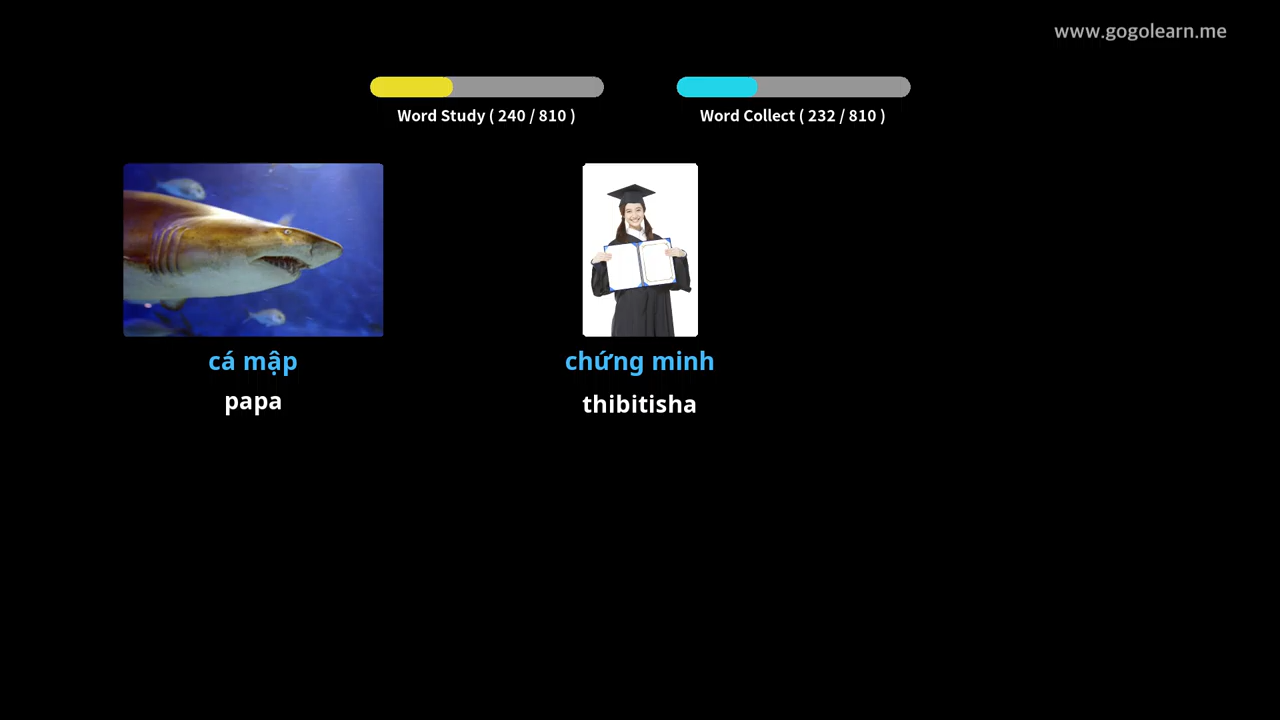 www.gogolearn.me
Word Study ( 240 / 810 )
Word Collect ( 232 / 810 )
cá mập
papa
chứng minh
thibitisha